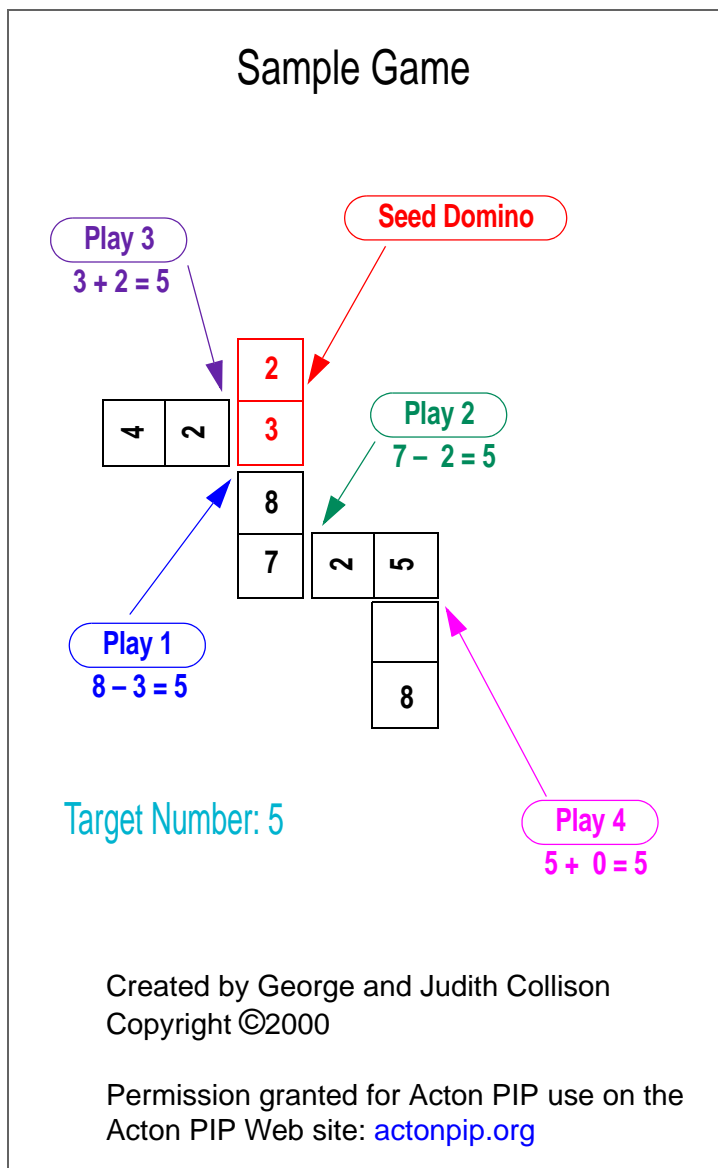 Sample Game
Seed Domino
Play 3
3 + 2 = 5
2
4 2 3
Play 2
7 – 2 = 5
8
7 2 5
Play 1
8 – 3 = 5
8
Target Number: 5
Play 4
5 + 0 = 5
Created by George and Judith Collison
Copyright ©2000
Permission granted for Acton PIP use on the
Acton PIP Web site: actonpip.org